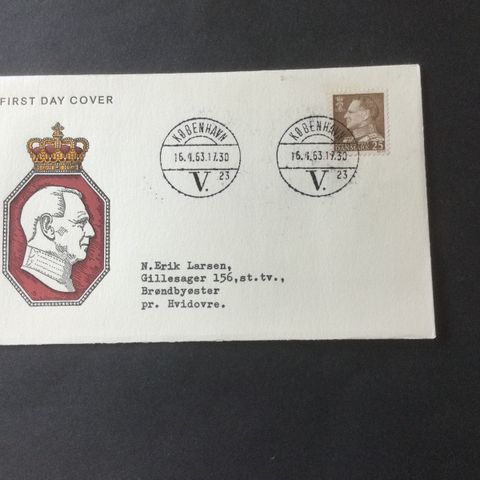 FIRST DAY COVER
KØBENHAVN
16.4.63.17.30
V.
23
KØBENHAVN
16.4.63.17.30
V.
23
DANMARK 25
N.Erik Larsen,
Gillesager 156,st.tv.,
Brøndbyøster
pr. Hvidovre.